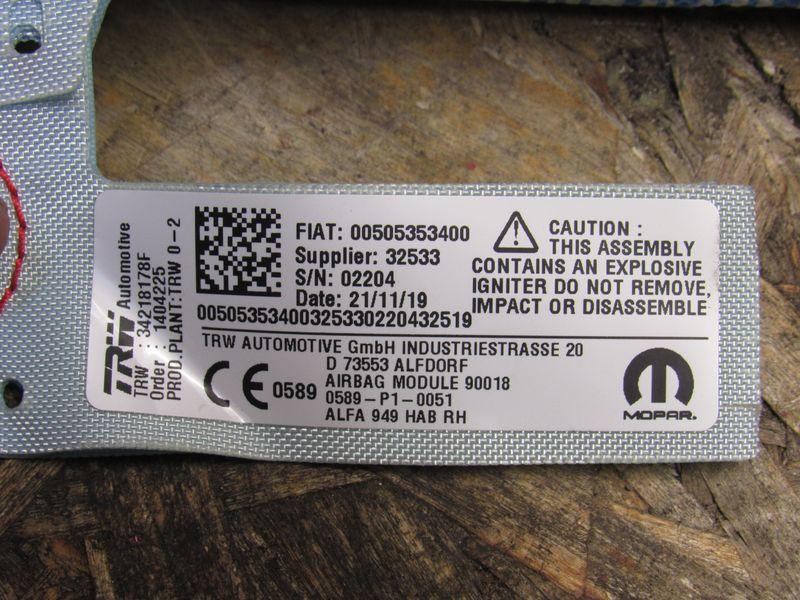 TRW Automotive
TRW : 34218178F
Order : 1404225
PROD.PLANT:TRW 0-2
FIAT: 00505353400
Supplier: 32533
S/N: 02204
Date: 21/11/19
00505353400325330220432519
CAUTION :
THIS ASSEMBLY
CONTAINS AN EXPLOSIVE
IGNITER DO NOT REMOVE,
IMPACT OR DISASSEMBLE
TRW AUTOMOTIVE GmbH INDUSTRIESTRASSE 20
D 73553 ALFDORF
AIRBAG MODULE 90018
CE 0589
0589-P1-0051
ALFA 949 HAB RH
MOPAR.